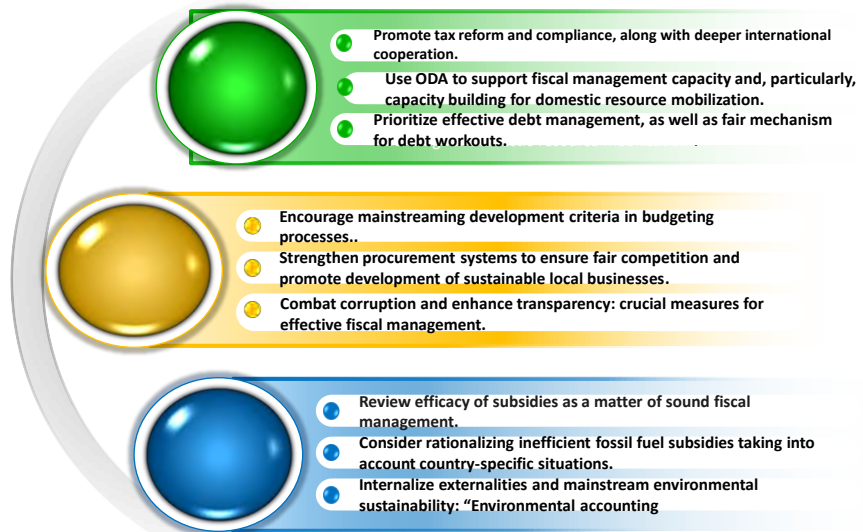 Promote tax reform and compliance, along with deeper international
cooperation.
Use ODA to support fiscal management capacity and, particularly,
capacity building for domestic resource mobilization.
Prioritize effective debt management, as well as fair mechanism
for debt workouts.
Encourage mainstreaming development criteria in budgeting
processes..
Strengthen procurement systems to ensure fair competition and
promote development of sustainable local businesses.
Combat corruption and enhance transparency: crucial measures for
effective fiscal management.
Review efficacy of subsidies as a matter of sound fiscal
management.
Consider rationalizing inefficient fossil fuel subsidies taking into
account country-specific situations.
Internalize externalities and mainstream environmental
sustainability: “Environmental accounting